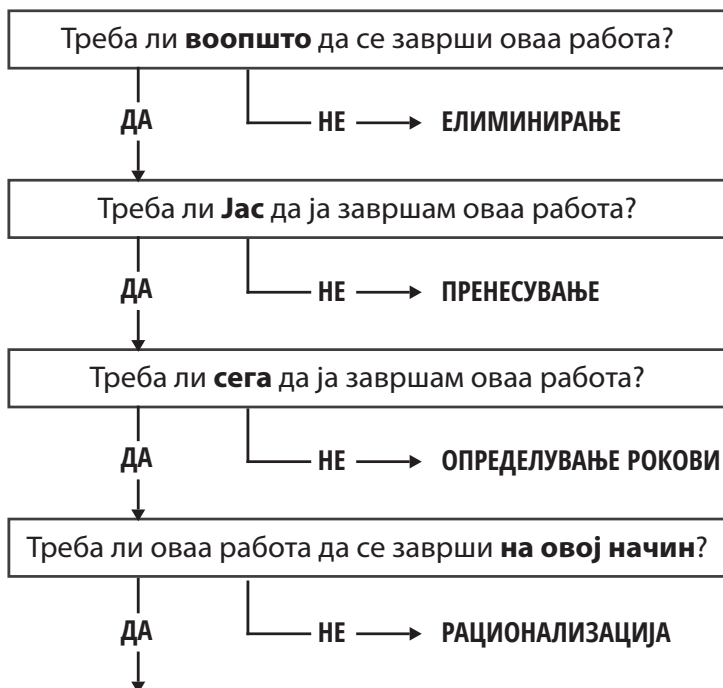 Треба ли воопшто да се заврши оваа работа?
ДА
НЕ
ЕЛИМИНИРАЊЕ
Треба ли Јас да ја завршам оваа работа?
ДА
НЕ
ПРЕНЕСУВАЊЕ
Треба ли сега да ја завршам оваа работа?
ДА
НЕ
ОПРЕДЕЛУВАЊЕ РОКОВИ
Треба ли оваа работа да се заврши на овој начин?
ДА
НЕ
РАЦИОНАЛИЗАЦИЈА